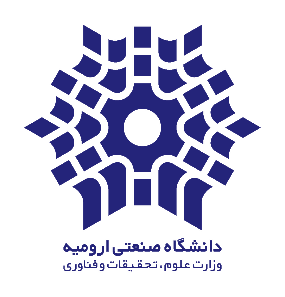 دانشگاه صنعتی ارومیه
وزارت علوم، تحقیقات و فناوری